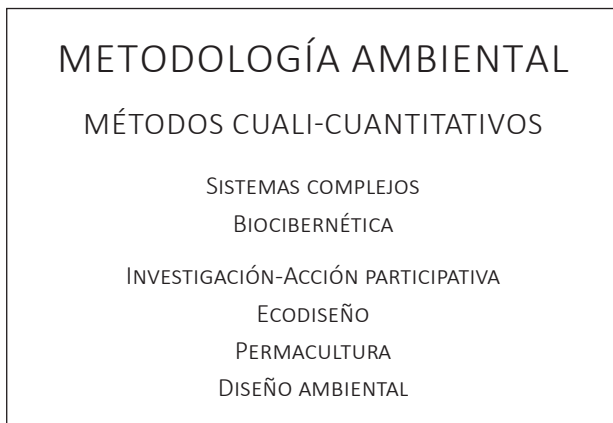 METODOLOGÍA AMBIENTAL
MÉTODOS CUALI-CUANTITATIVOS
SISTEMAS COMPLEJOS
BIOCIBERNÉTICA
INVESTIGACIÓN-ACCIÓN PARTICIPATIVA
ECODISEÑO
PERMACULTURA
DISEÑO AMBIENTAL